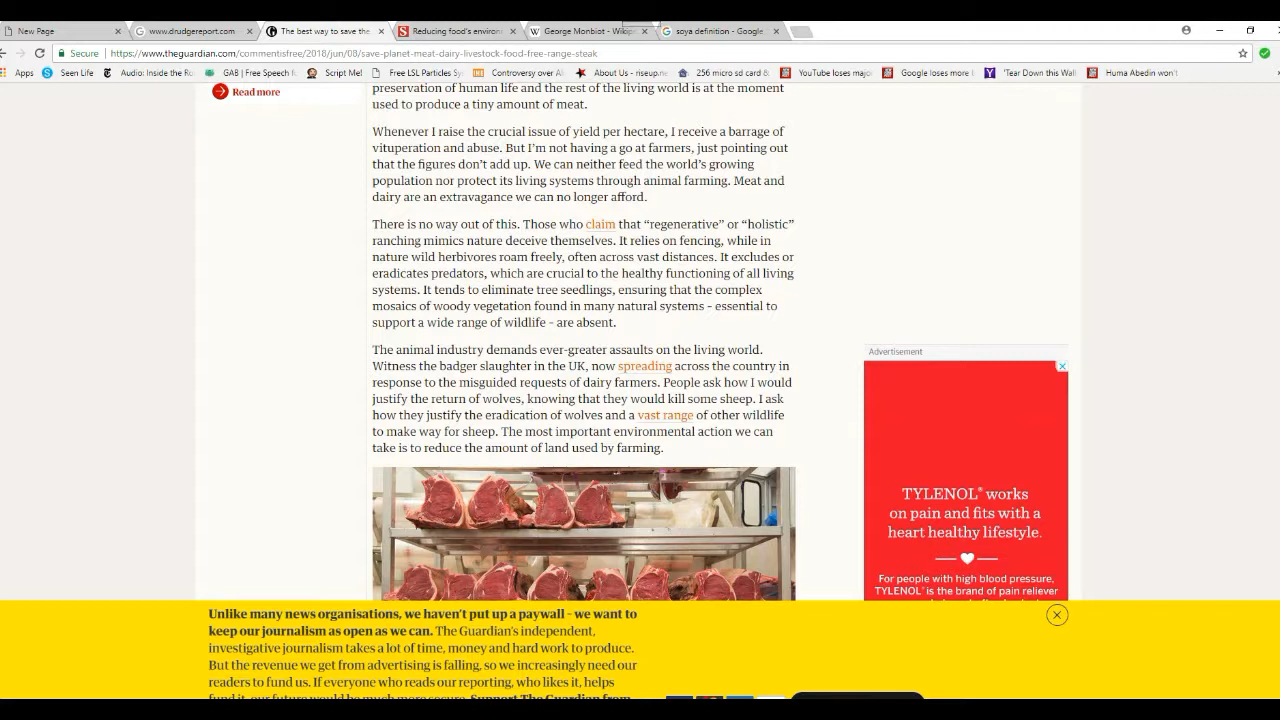 New Page
www.drudgereport.com
The best way to save the
Reducing food's environ
George Monbiot - Wikip
soya definition - Google
Secure
https://www.theguardian.com/commentisfree/2018/jun/08/save-planet-meat-dairy-livestock-food-free-range-steak
Apps
Seen Life
Audio: Inside the Ro
GAB | Free Speech f
Script Mel
Free LSL Particles Sy
Controversy over A
About Us - riseup.ne
256 micro sd card &
YouTube loses major
Google loses more l
'Tear Down this Wall
Huma Abedin won't
Read more
preservation of human life and the rest of the living world is at the moment
used to produce a tiny amount of meat.
Whenever I raise the crucial issue of yield per hectare, I receive a barrage of
vituperation and abuse. But I'm not having a go at farmers, just pointing out
that the figures don't add up. We can neither feed the world's growing
population nor protect its living systems through animal farming. Meat and
dairy are an extravagance we can no longer afford.
There is no way out of this. Those who claim that “regenerative” or “holistic”
ranching mimics nature deceive themselves. It relies on fencing, while in
nature wild herbivores roam freely, often across vast distances. It excludes or
eradicates predators, which are crucial to the healthy functioning of all living
systems. It tends to eliminate tree seedlings, ensuring that the complex
mosaics of woody vegetation found in many natural systems – essential to
support a wide range of wildlife – are absent.
The animal industry demands ever-greater assaults on the living world.
Witness the badger slaughter in the UK, now spreading across the country in
response to the misguided requests of dairy farmers. People ask how I would
justify the return of wolves, knowing that they would kill some sheep. I ask
how they justify the eradication of wolves and a vast range of other wildlife
to make way for sheep. The most important environmental action we can
take is to reduce the amount of land used by farming.
Advertisement
TYLENOL® works
on pain and fits with a
heart healthy lifestyle.
For people with high blood pressure,
TYLENOL® is the brand of pain reliever
Unlike many news organisations, we haven't put up a paywall – we want to
keep our journalism as open as we can. The Guardian's independent,
investigative journalism takes a lot of time, money and hard work to produce.
But the revenue we get from advertising is falling, so we increasingly need our
readers to fund us. If everyone who reads our reporting, who likes it, helps
fund it, our future would be much more secure. Support The Guardian from